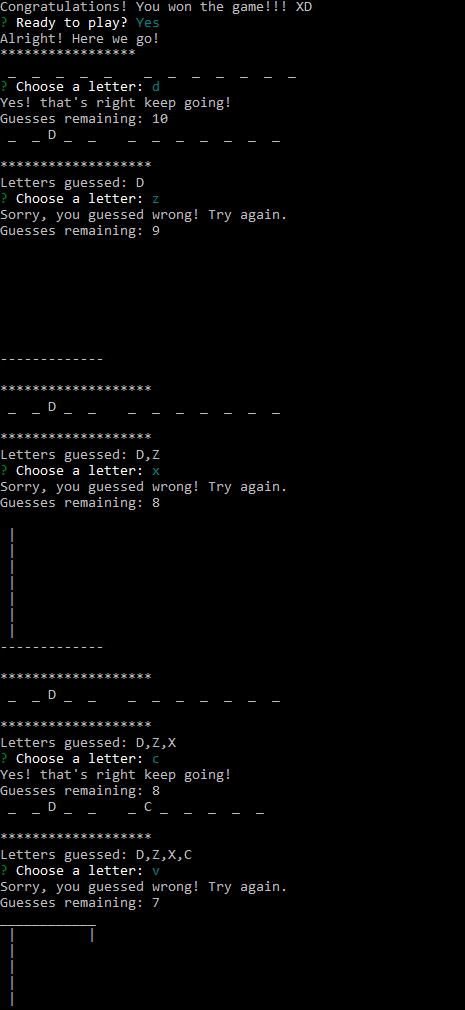 Congratulations! You won the game!!! XD
? Ready to play? Yes
Alright! Here we go!
*****************
_ _ _ _ _   _ _ _ _ _ _ _
? Choose a letter: d
Yes! that's right keep going!
Guesses remaining: 10
_ _ D _ _   _ _ _ _ _ _ _
*******************
Letters guessed: D
? Choose a letter: z
Sorry, you guessed wrong! Try again.
Guesses remaining: 9
-------------
*******************
_ _ D _ _   _ _ _ _ _ _ _
*******************
Letters guessed: D,Z
? Choose a letter: x
Sorry, you guessed wrong! Try again.
Guesses remaining: 8
|
|
|
|
|
|
|
-------------
*******************
_ _ D _ _   _ _ _ _ _ _ _
*******************
Letters guessed: D,Z,X
? Choose a letter: c
Yes! that's right keep going!
Guesses remaining: 8
_ _ D _ _   _ C _ _ _ _ _
*******************
Letters guessed: D,Z,X,C
? Choose a letter: v
Sorry, you guessed wrong! Try again.
Guesses remaining: 7
____________
|         |
|
|
|
|